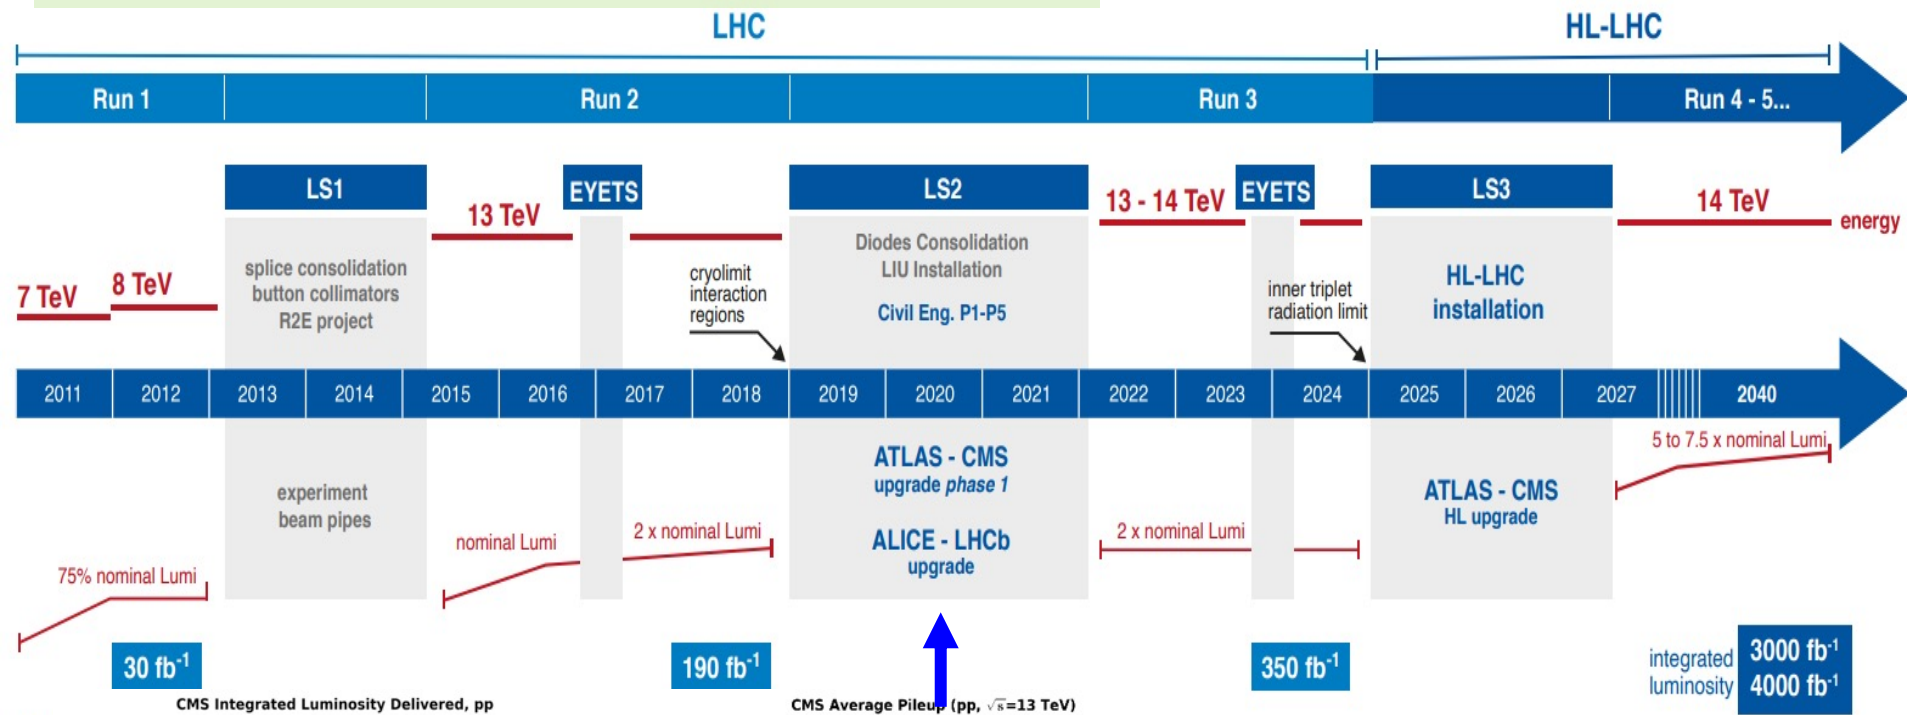 LHC
HL-LHC
Run 1
Run 2
Run 3
Run 4 - 5...
LS1
EYETS
LS2
EYETS
LS3
13 TeV
13 - 14 TeV
14 TeV
energy
splice consolidation
button collimators
R2E project
7 TeV
8 TeV
cryolimit
interaction
regions
Diodes Consolidation
LIU Installation
Civil Eng. P1-P5
inner triplet
radiation limit
HL-LHC
installation
2011
2012
2013
2014
2015
2016
2017
2018
2019
2020
2021
2022
2023
2024
2025
2026
2027
2040
5 to 7.5 x nominal Lumi
experiment
beam pipes
ATLAS - CMS
upgrade phase 1
ALICE - LHCb
upgrade
ATLAS - CMS
HL upgrade
75% nominal Lumi
nominal Lumi
2 x nominal Lumi
2 x nominal Lumi
30 fb⁻¹
190 fb⁻¹
350 fb⁻¹
integrated
luminosity
3000 fb⁻¹
4000 fb⁻¹
CMS Integrated Luminosity Delivered, pp
CMS Average Pileup (pp, √s=13 TeV)